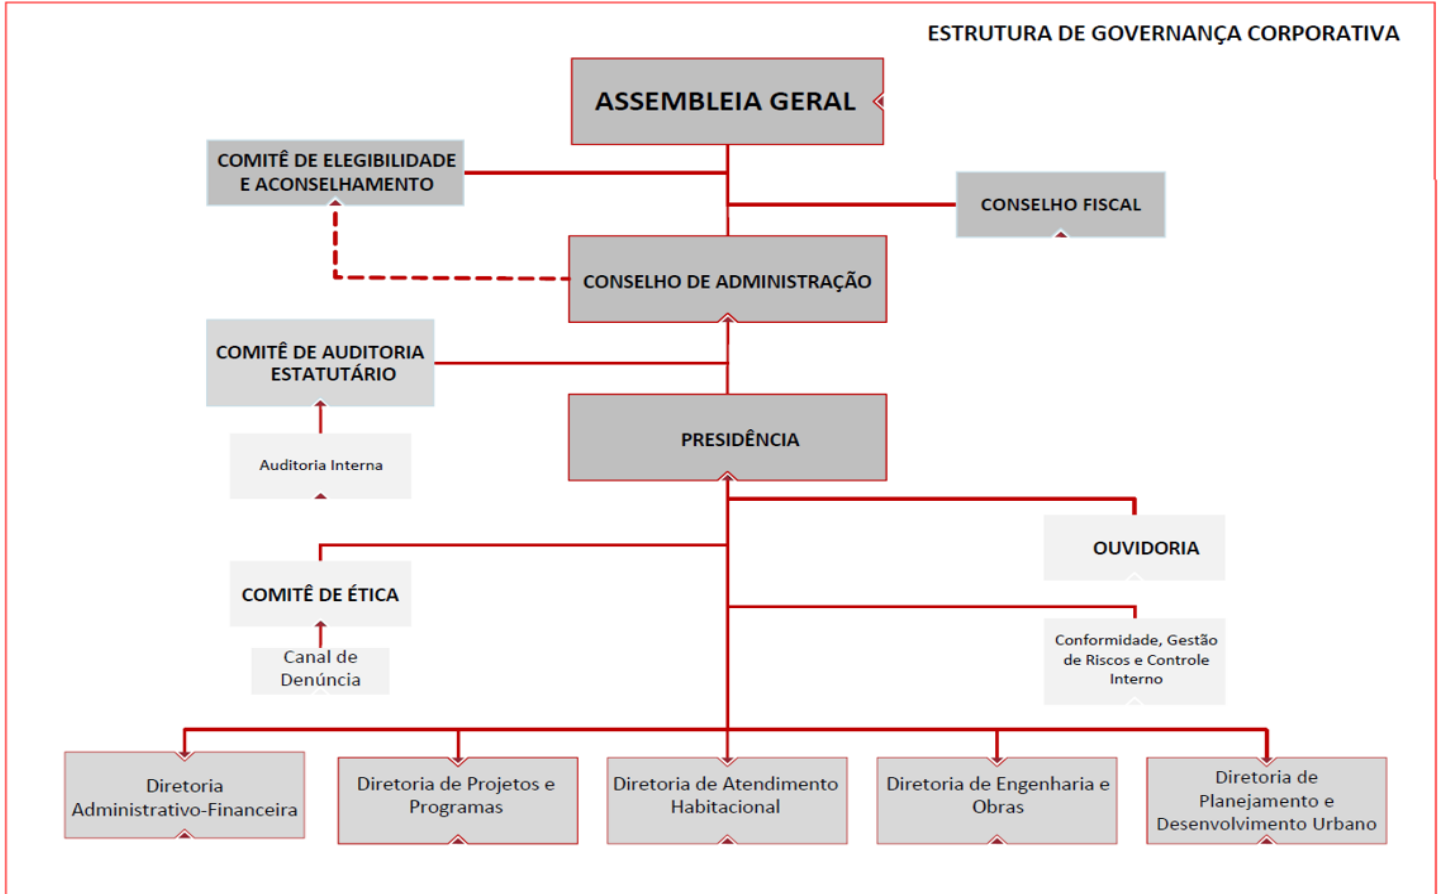 ESTRUTURA DE GOVERNANÇA CORPORATIVA
ASSEMBLEIA GERAL
COMITÊ DE ELEGIBILIDADE
E ACONSELHAMENTO
CONSELHO FISCAL
CONSELHO DE ADMINISTRAÇÃO
COMITÊ DE AUDITORIA
ESTATUTÁRIO
PRESIDÊNCIA
Auditoria Interna
OUVIDORIA
COMITÊ DE ÉTICA
Canal de
Denúncia
Conformidade, Gestão
de Riscos e Controle
Interno
Diretoria
Administrativo-Financeira
Diretoria de Projetos e
Programas
Diretoria de Atendimento
Habitacional
Diretoria de Engenharia e
Obras
Diretoria de
Planejamento e
Desenvolvimento Urbano